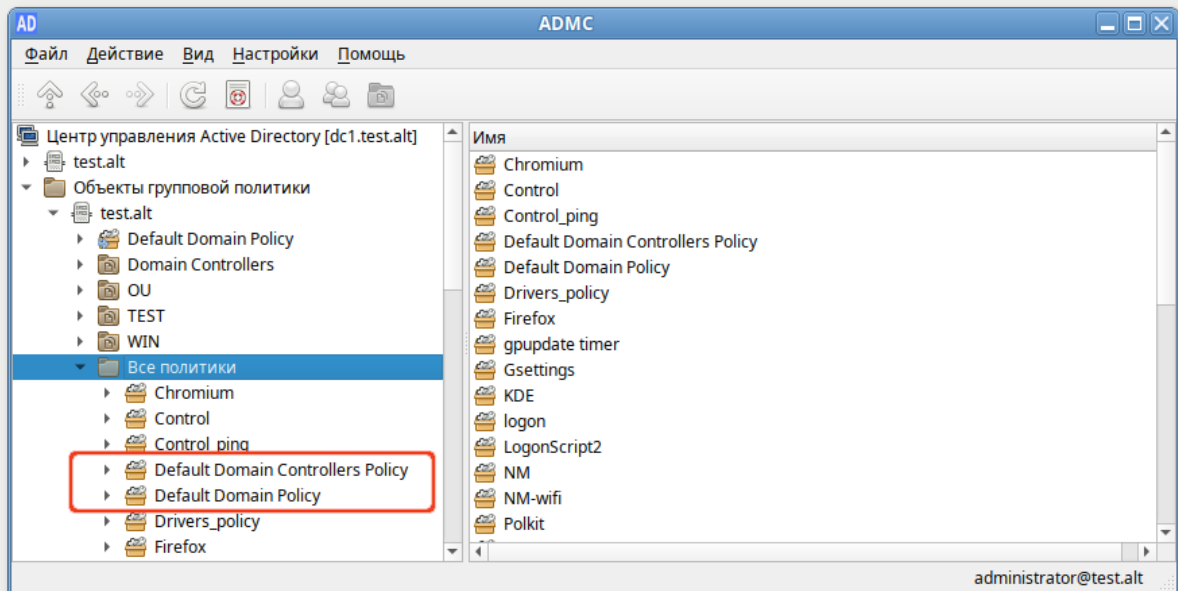 AD
ADMC
Файл Действие Вид Настройки Помощь
Центр управления Active Directory [dc1.test.alt]
test.alt
Объекты групповой политики
test.alt
Default Domain Policy
Domain Controllers
OU
TEST
WIN
Все политики
Chromium
Control
Control_ping
Default Domain Controllers Policy
Default Domain Policy
Drivers_policy
Firefox
Имя
Chromium
Control
Control_ping
Default Domain Controllers Policy
Default Domain Policy
Drivers_policy
Firefox
gpupdate timer
Gsettings
KDE
logon
LogonScript2
NM
NM-wifi
Polkit
administrator@test.alt